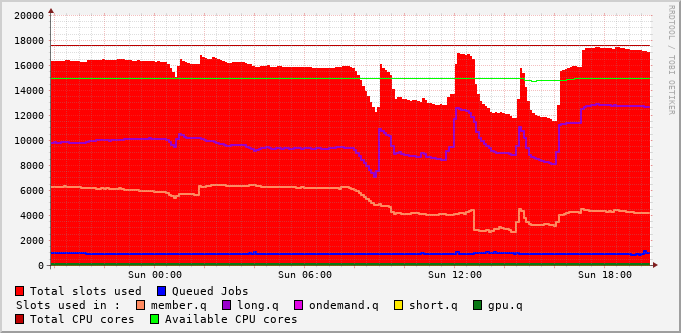 RRDTOOL / TOBI OETIKER
20000
18000
16000
14000
12000
10000
8000
6000
4000
2000
0
Sun 00:00 Sun 06:00 Sun 12:00 Sun 18:00
Total slots used Queued Jobs
Slots used in : member.q long.q ondemand.q short.q gpu.q
Total CPU cores Available CPU cores